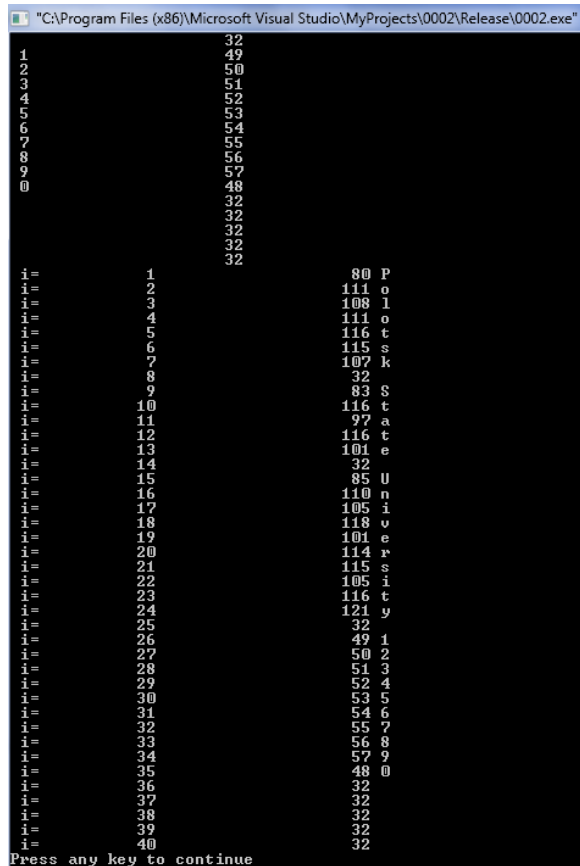 "C:\Program Files (x86)\Microsoft Visual Studio\MyProjects\0002\Release\0002.exe"
32
1 49
2 50
3 51
4 52
5 53
6 54
7 55
8 56
9 57
0 48
32
32
32
32
32
i= 1 80 P
i= 2 111 o
i= 3 108 l
i= 4 111 o
i= 5 116 t
i= 6 115 s
i= 7 107 k
i= 8 32
i= 9 83 S
i= 10 116 t
i= 11 97 a
i= 12 116 t
i= 13 101 e
i= 14 32
i= 15 85 U
i= 16 110 n
i= 17 105 i
i= 18 118 v
i= 19 101 e
i= 20 114 r
i= 21 115 s
i= 22 105 i
i= 23 116 t
i= 24 121 y
i= 25 32
i= 26 49 1
i= 27 50 2
i= 28 51 3
i= 29 52 4
i= 30 53 5
i= 31 54 6
i= 32 55 7
i= 33 56 8
i= 34 57 9
i= 35 48 0
i= 36 32
i= 37 32
i= 38 32
i= 39 32
i= 40 32
Press any key to continue